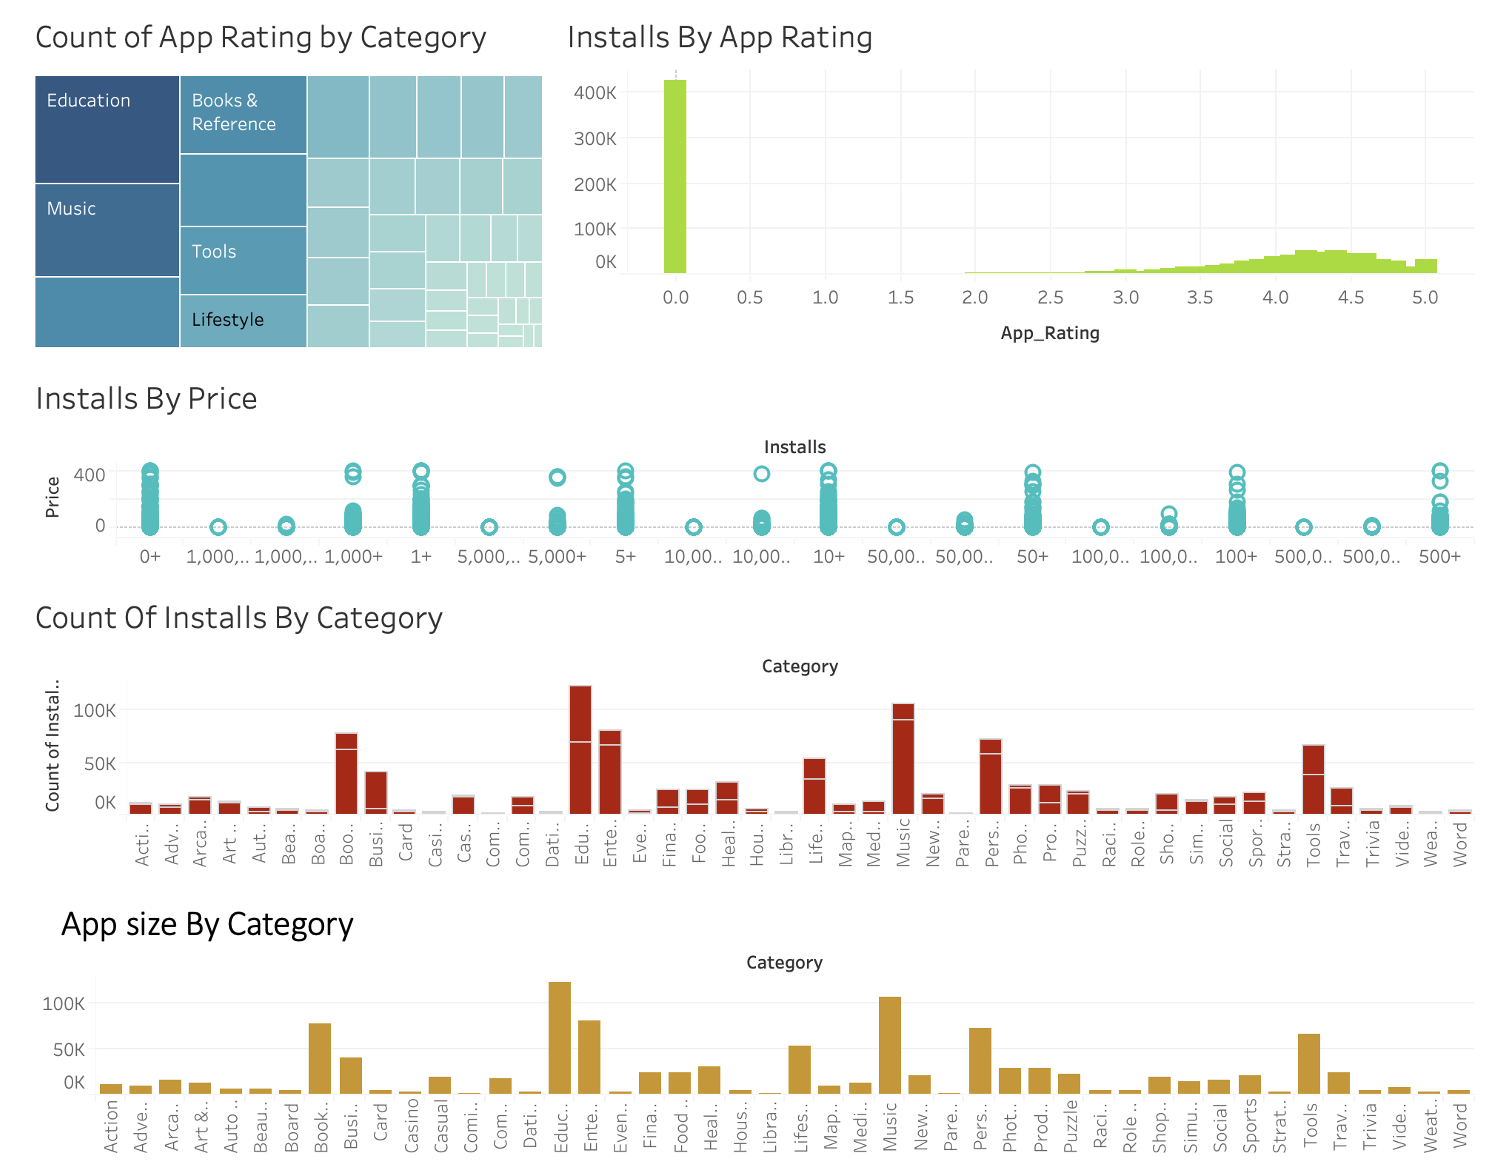 Count of App Rating by Category
Education
Music
Books &
Reference
Tools
Lifestyle
Installs By App Rating
400K
300K
200K
100K
0K
0.0 0.5 1.0 1.5 2.0 2.5 3.0 3.5 4.0 4.5 5.0
App_Rating
Installs By Price
Installs
Price
400
0
0+ 1,000,.. 1,000,.. 1,000+ 1+ 5,000,.. 5,000+ 5+ 10,00.. 10,00.. 10+ 50,00.. 50,00.. 50+ 100,0.. 100,0.. 100+ 500,0.. 500,0.. 500+
Count Of Installs By Category
Category
Count of Instal..
100K
50K
0K
Acti.. Adv.. Arca.. Art .. Aut.. Bea.. Boa.. Boo.. Busi.. Card Casi.. Cas.. Com.. Com.. Dati.. Edu.. Ente.. Eve.. Fina.. Foo.. Heal.. Hou.. Libr.. Life.. Map.. Med.. Music New.. Pare.. Pers.. Pho.. Pro.. Puzz.. Raci.. Role.. Sho.. Sim.. Social Spor.. Stra.. Tools Trav.. Trivia Vide.. Wea.. Word
App size By Category
Category
100K
50K
0K
Action Adve.. Arca.. Art &.. Auto .. Beau.. Board Book.. Busi.. Card Casino Casual Comi.. Com.. Dati.. Educ.. Ente.. Even.. Fina.. Food .. Heal.. Hous.. Libra.. Lifes.. Map.. Medi.. Music New.. Pare.. Pers.. Phot.. Prod.. Puzzle Raci.. Role .. Shop.. Simu.. Social Sports Strat.. Tools Trav.. Trivia Vide.. Weat.. Word